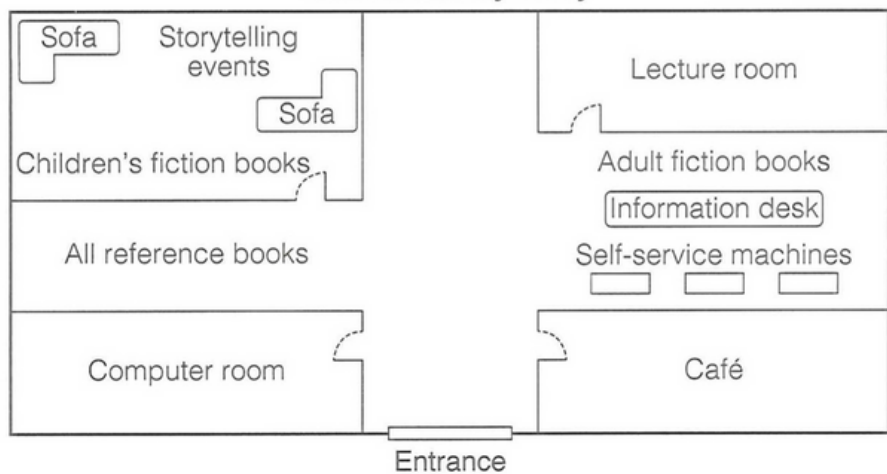 Sofa
Storytelling
events
Sofa
Children's fiction books
All reference books
Computer room
Lecture room
Adult fiction books
Information desk
Self-service machines
Café
Entrance